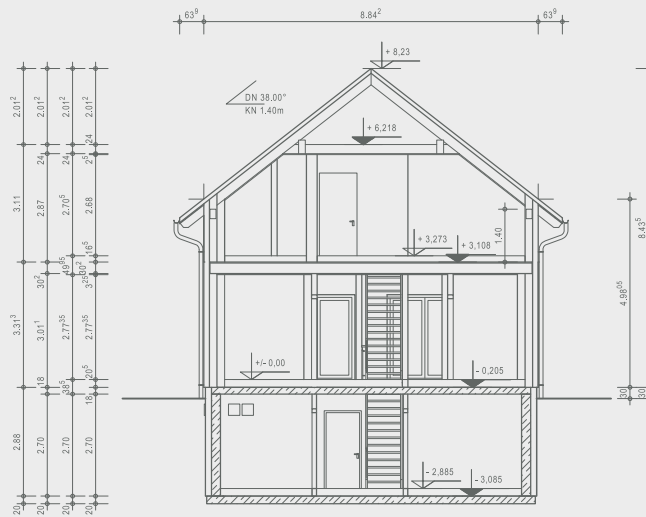 63⁹ 8.84² 63⁹
+ 8,23
DN 38.00°
KN 1.40m
+ 6,218
2.01² 2.01² 2.01² 2.01²
24
24 24 25
3.11 2.87 2.70⁵ 2.68
1.40
+ 3,273 + 3,108
16⁵
30²
49⁹⁵
30² 3²⁵
8.43⁵
4.98⁰⁵
3.31³ 3.01¹ 2.77³⁵ 2.77³⁵
+/- 0,00
- 0,205
20⁵
18 38⁵ 18
30 30
2.88 2.70 2.70 2.70
- 2,885 - 3,085
20 20 20 20